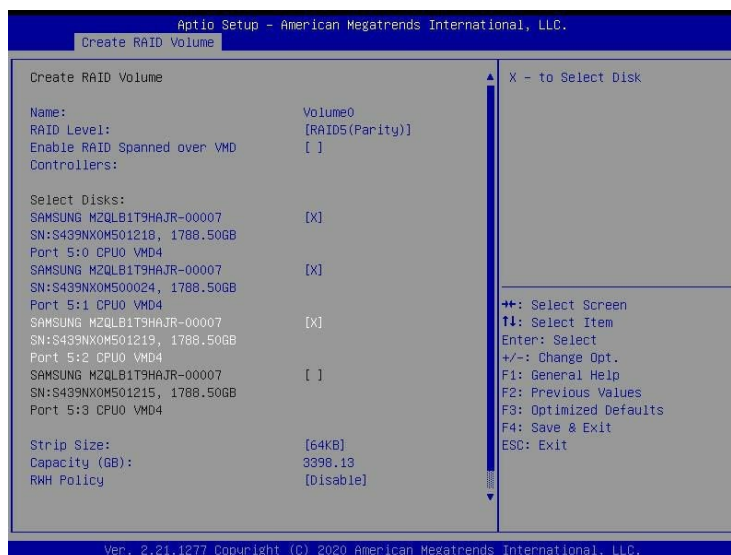 Aptio Setup – American Megatrends International, LLC.
Create RAID Volume
Create RAID Volume
Name: Volume0
RAID Level: [RAID5(Parity)]
Enable RAID Spanned over VMD [ ]
Controllers:
Select Disks:
SAMSUNG MZQLB1T9HAJR-00007 [X]
SN:S439NX0M501218, 1788.50GB
Port 5:0 CPU0 VMD4
SAMSUNG MZQLB1T9HAJR-00007 [X]
SN:S439NX0M500024, 1788.50GB
Port 5:1 CPU0 VMD4
SAMSUNG MZQLB1T9HAJR-00007 [X]
SN:S439NX0M501219, 1788.50GB
Port 5:2 CPU0 VMD4
SAMSUNG MZQLB1T9HAJR-00007 [ ]
SN:S439NX0M501215, 1788.50GB
Port 5:3 CPU0 VMD4
Strip Size: [64KB]
Capacity (GB): 3398.13
RWH Policy [Disable]
X – to Select Disk
→←: Select Screen
↑↓: Select Item
Enter: Select
+/-: Change Opt.
F1: General Help
F2: Previous Values
F3: Optimized Defaults
F4: Save & Exit
ESC: Exit
Ver. 2.21.1277 Copyright (C) 2020 American Megatrends International, LLC.